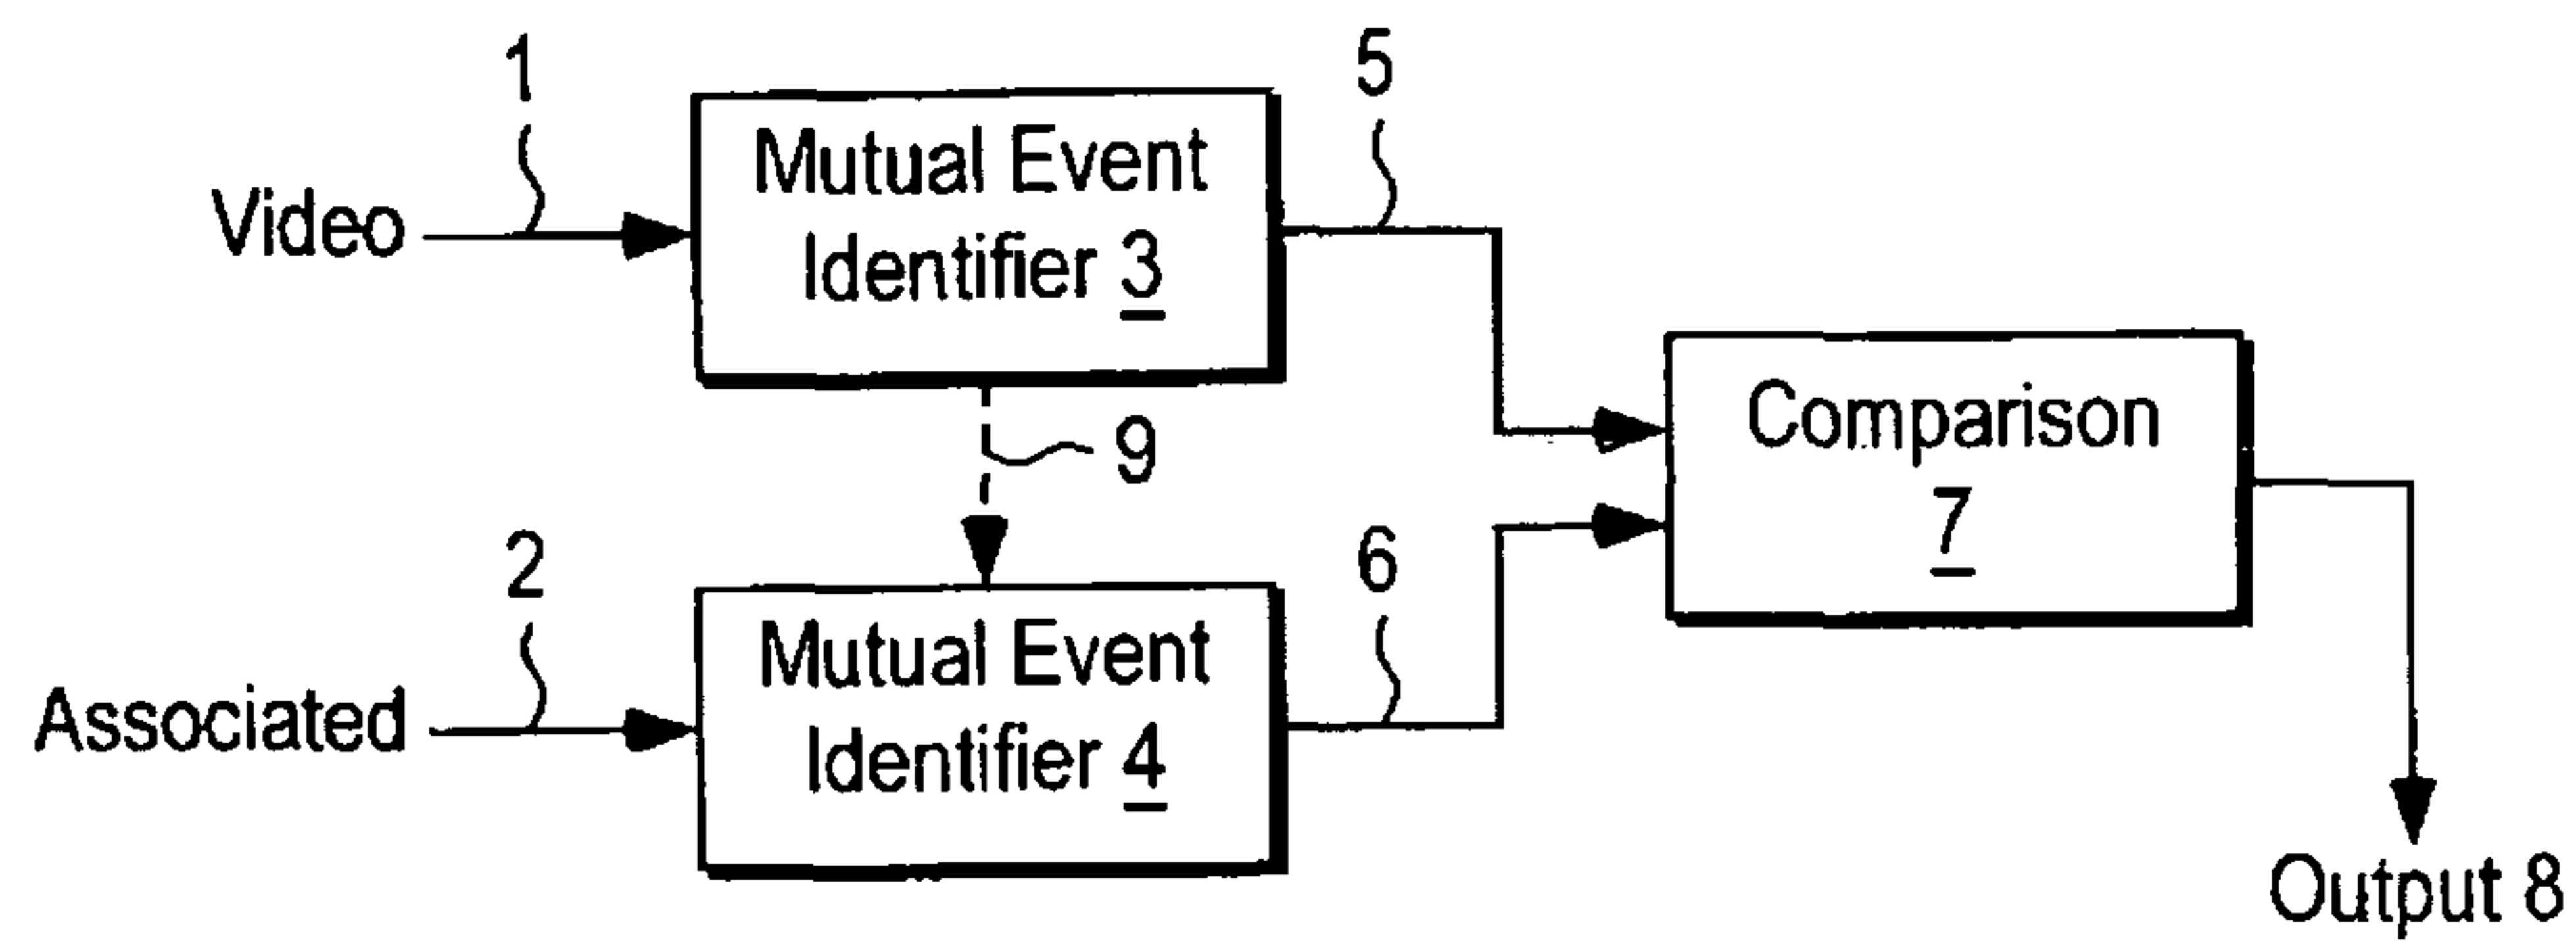 1
5
Video
Mutual Event
Identifier 3
9
Comparison
7
2
6
Associated
Mutual Event
Identifier 4
Output 8